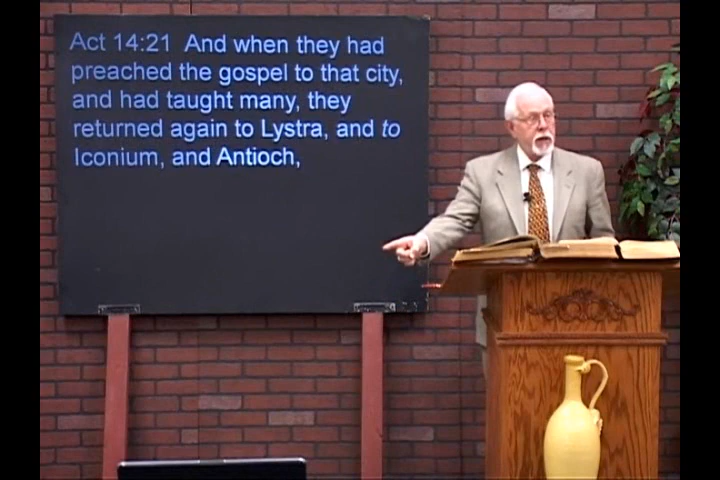 Act 14:21 And when they had
preached the gospel to that city,
and had taught many, they
returned again to Lystra, and to
Iconium, and Antioch,